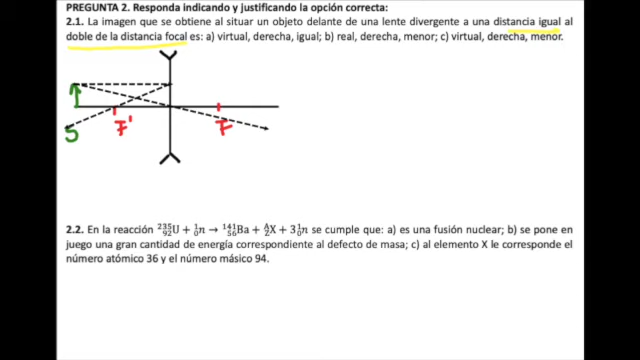 PREGUNTA 2. Responda indicando y justificando la opción correcta:
2.1. La imagen que se obtiene al situar un objeto delante de una lente divergente a una distancia igual al
doble de la distancia focal es: a) virtual, derecha, igual; b) real, derecha, menor; c) virtual, derecha, menor.
F' F
S
2.2. En la reacción ²³⁵₉₂U + ¹₀n → ¹⁴¹₅₆Ba + ᴬ_ZX + 3¹₀n se cumple que: a) es una fusión nuclear; b) se pone en
juego una gran cantidad de energía correspondiente al defecto de masa; c) al elemento X le corresponde el
número atómico 36 y el número másico 94.